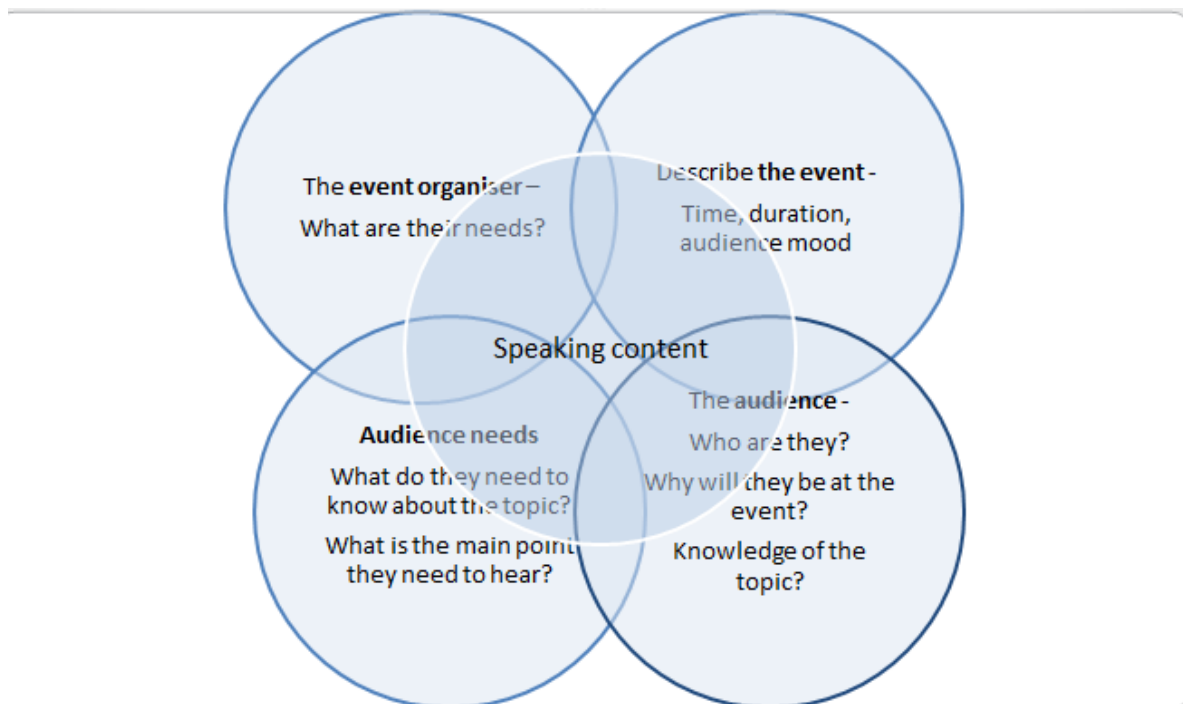 The event organiser –
What are their needs?
Describe the event -
Time, duration,
audience mood
Speaking content
Audience needs
What do they need to
know about the topic?
What is the main point
they need to hear?
The audience -
Who are they?
Why will they be at the
event?
Knowledge of the
topic?